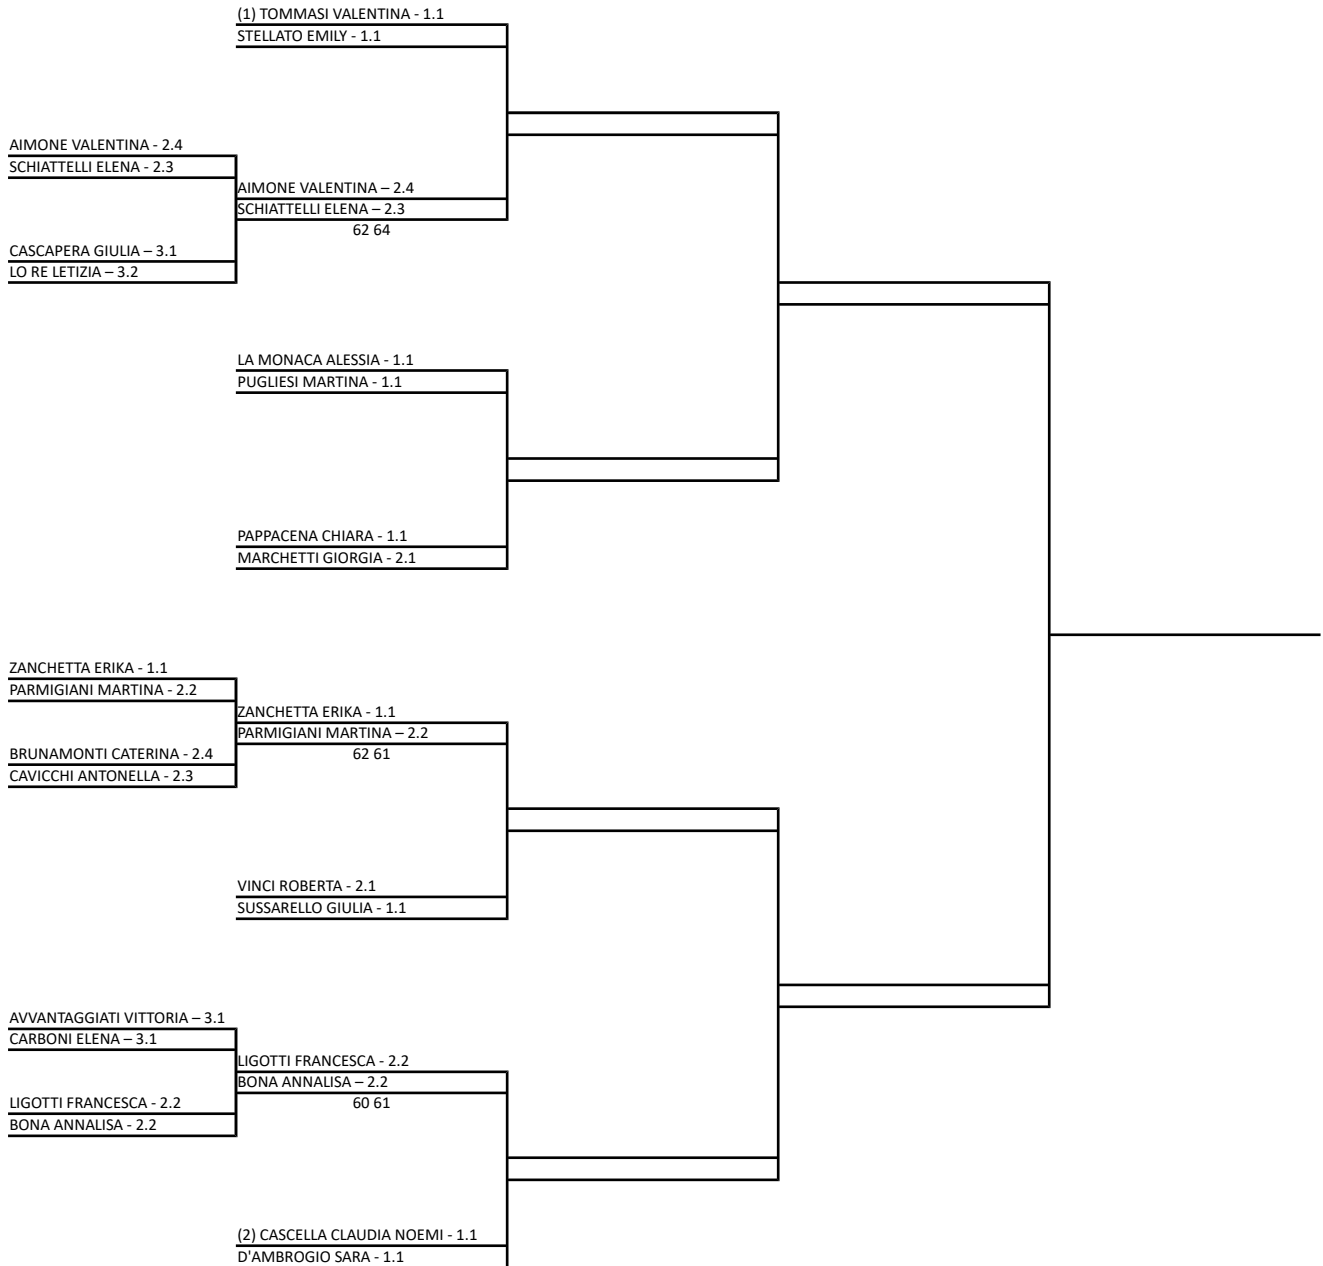 (1) TOMMASI VALENTINA - 1.1
STELLATO EMILY - 1.1
AIMONE VALENTINA - 2.4
SCHIATTELLI ELENA - 2.3
AIMONE VALENTINA – 2.4
SCHIATTELLI ELENA – 2.3
62 64
CASCAPERA GIULIA – 3.1
LO RE LETIZIA – 3.2
LA MONACA ALESSIA - 1.1
PUGLIESI MARTINA - 1.1
PAPPACENA CHIARA - 1.1
MARCHETTI GIORGIA - 2.1
ZANCHETTA ERIKA - 1.1
PARMIGIANI MARTINA - 2.2
ZANCHETTA ERIKA - 1.1
PARMIGIANI MARTINA – 2.2
62 61
BRUNAMONTI CATERINA - 2.4
CAVICCHI ANTONELLA - 2.3
VINCI ROBERTA - 2.1
SUSSARELLO GIULIA - 1.1
AVVANTAGGIATI VITTORIA – 3.1
CARBONI ELENA – 3.1
LIGOTTI FRANCESCA - 2.2
BONA ANNALISA – 2.2
60 61
LIGOTTI FRANCESCA - 2.2
BONA ANNALISA - 2.2
(2) CASCELLA CLAUDIA NOEMI - 1.1
D'AMBROGIO SARA - 1.1